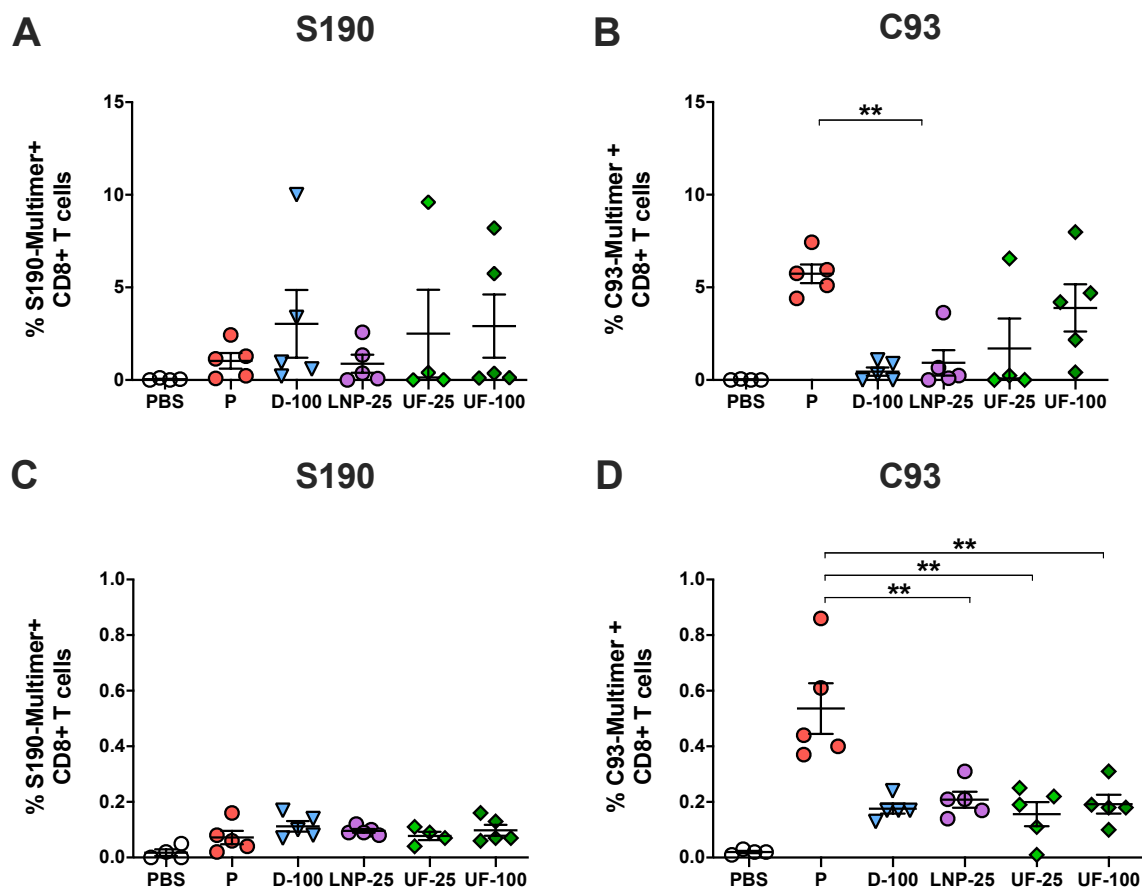 A
S190
% S190-Multimer+
CD8+ T cells
15
10
5
0
PBS P D-100 LNP-25 UF-25 UF-100
B
C93
% C93-Multimer +
CD8+ T cells
15
10
5
0
**
PBS P D-100 LNP-25 UF-25 UF-100
C
S190
% S190-Multimer+
CD8+ T cells
1.0
0.8
0.6
0.4
0.2
0.0
PBS P D-100 LNP-25 UF-25 UF-100
D
C93
% C93-Multimer +
CD8+ T cells
1.0
0.8
0.6
0.4
0.2
0.0
**
**
**
PBS P D-100 LNP-25 UF-25 UF-100